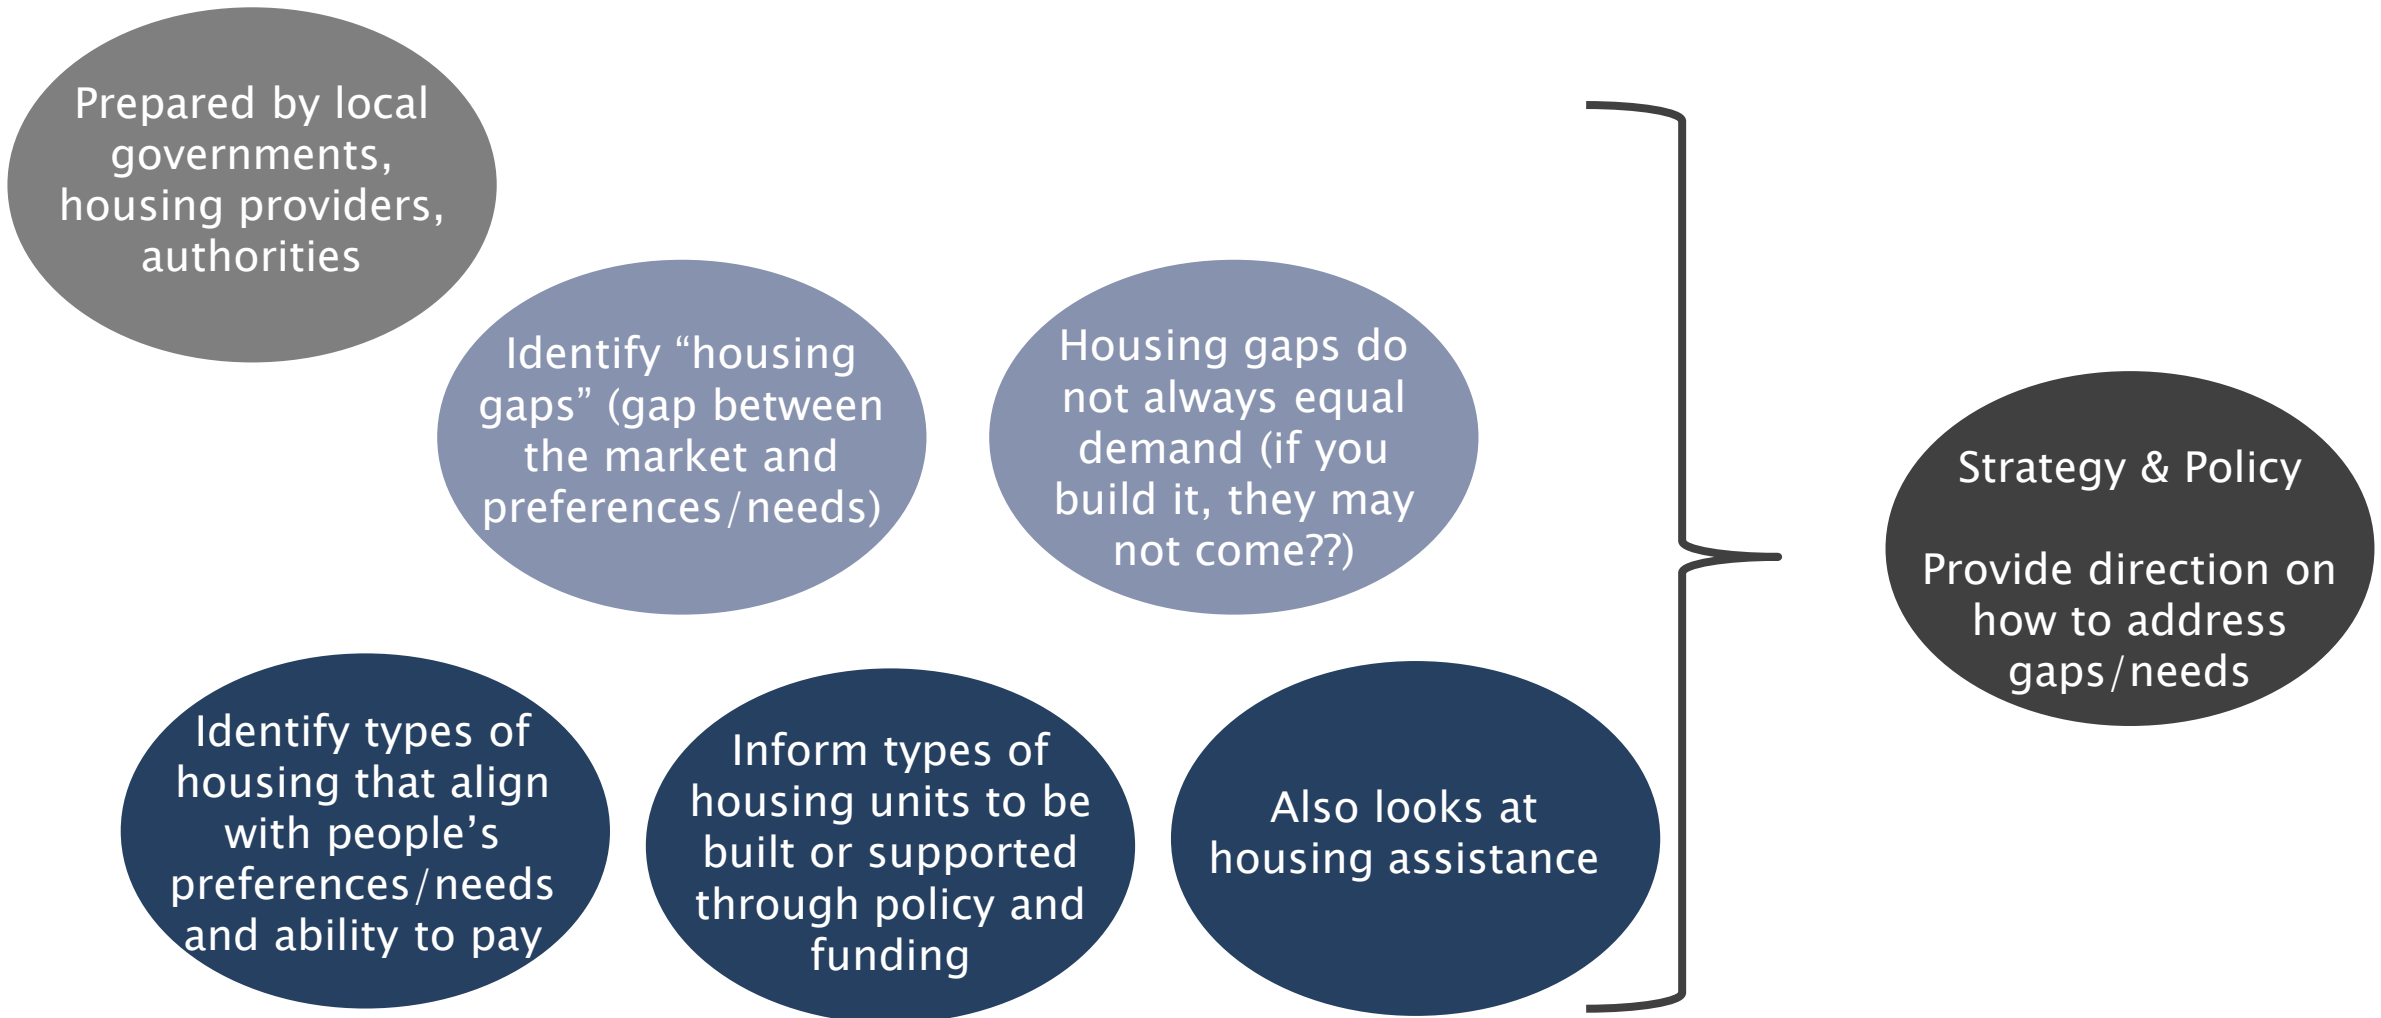 Prepared by local
governments,
housing providers,
authorities
Identify “housing
gaps” (gap between
the market and
preferences/needs)
Housing gaps do
not always equal
demand (if you
build it, they may
not come??)
Strategy & Policy
Provide direction on
how to address
gaps/needs
Identify types of
housing that align
with people’s
preferences/needs
and ability to pay
Inform types of
housing units to be
built or supported
through policy and
funding
Also looks at
housing assistance